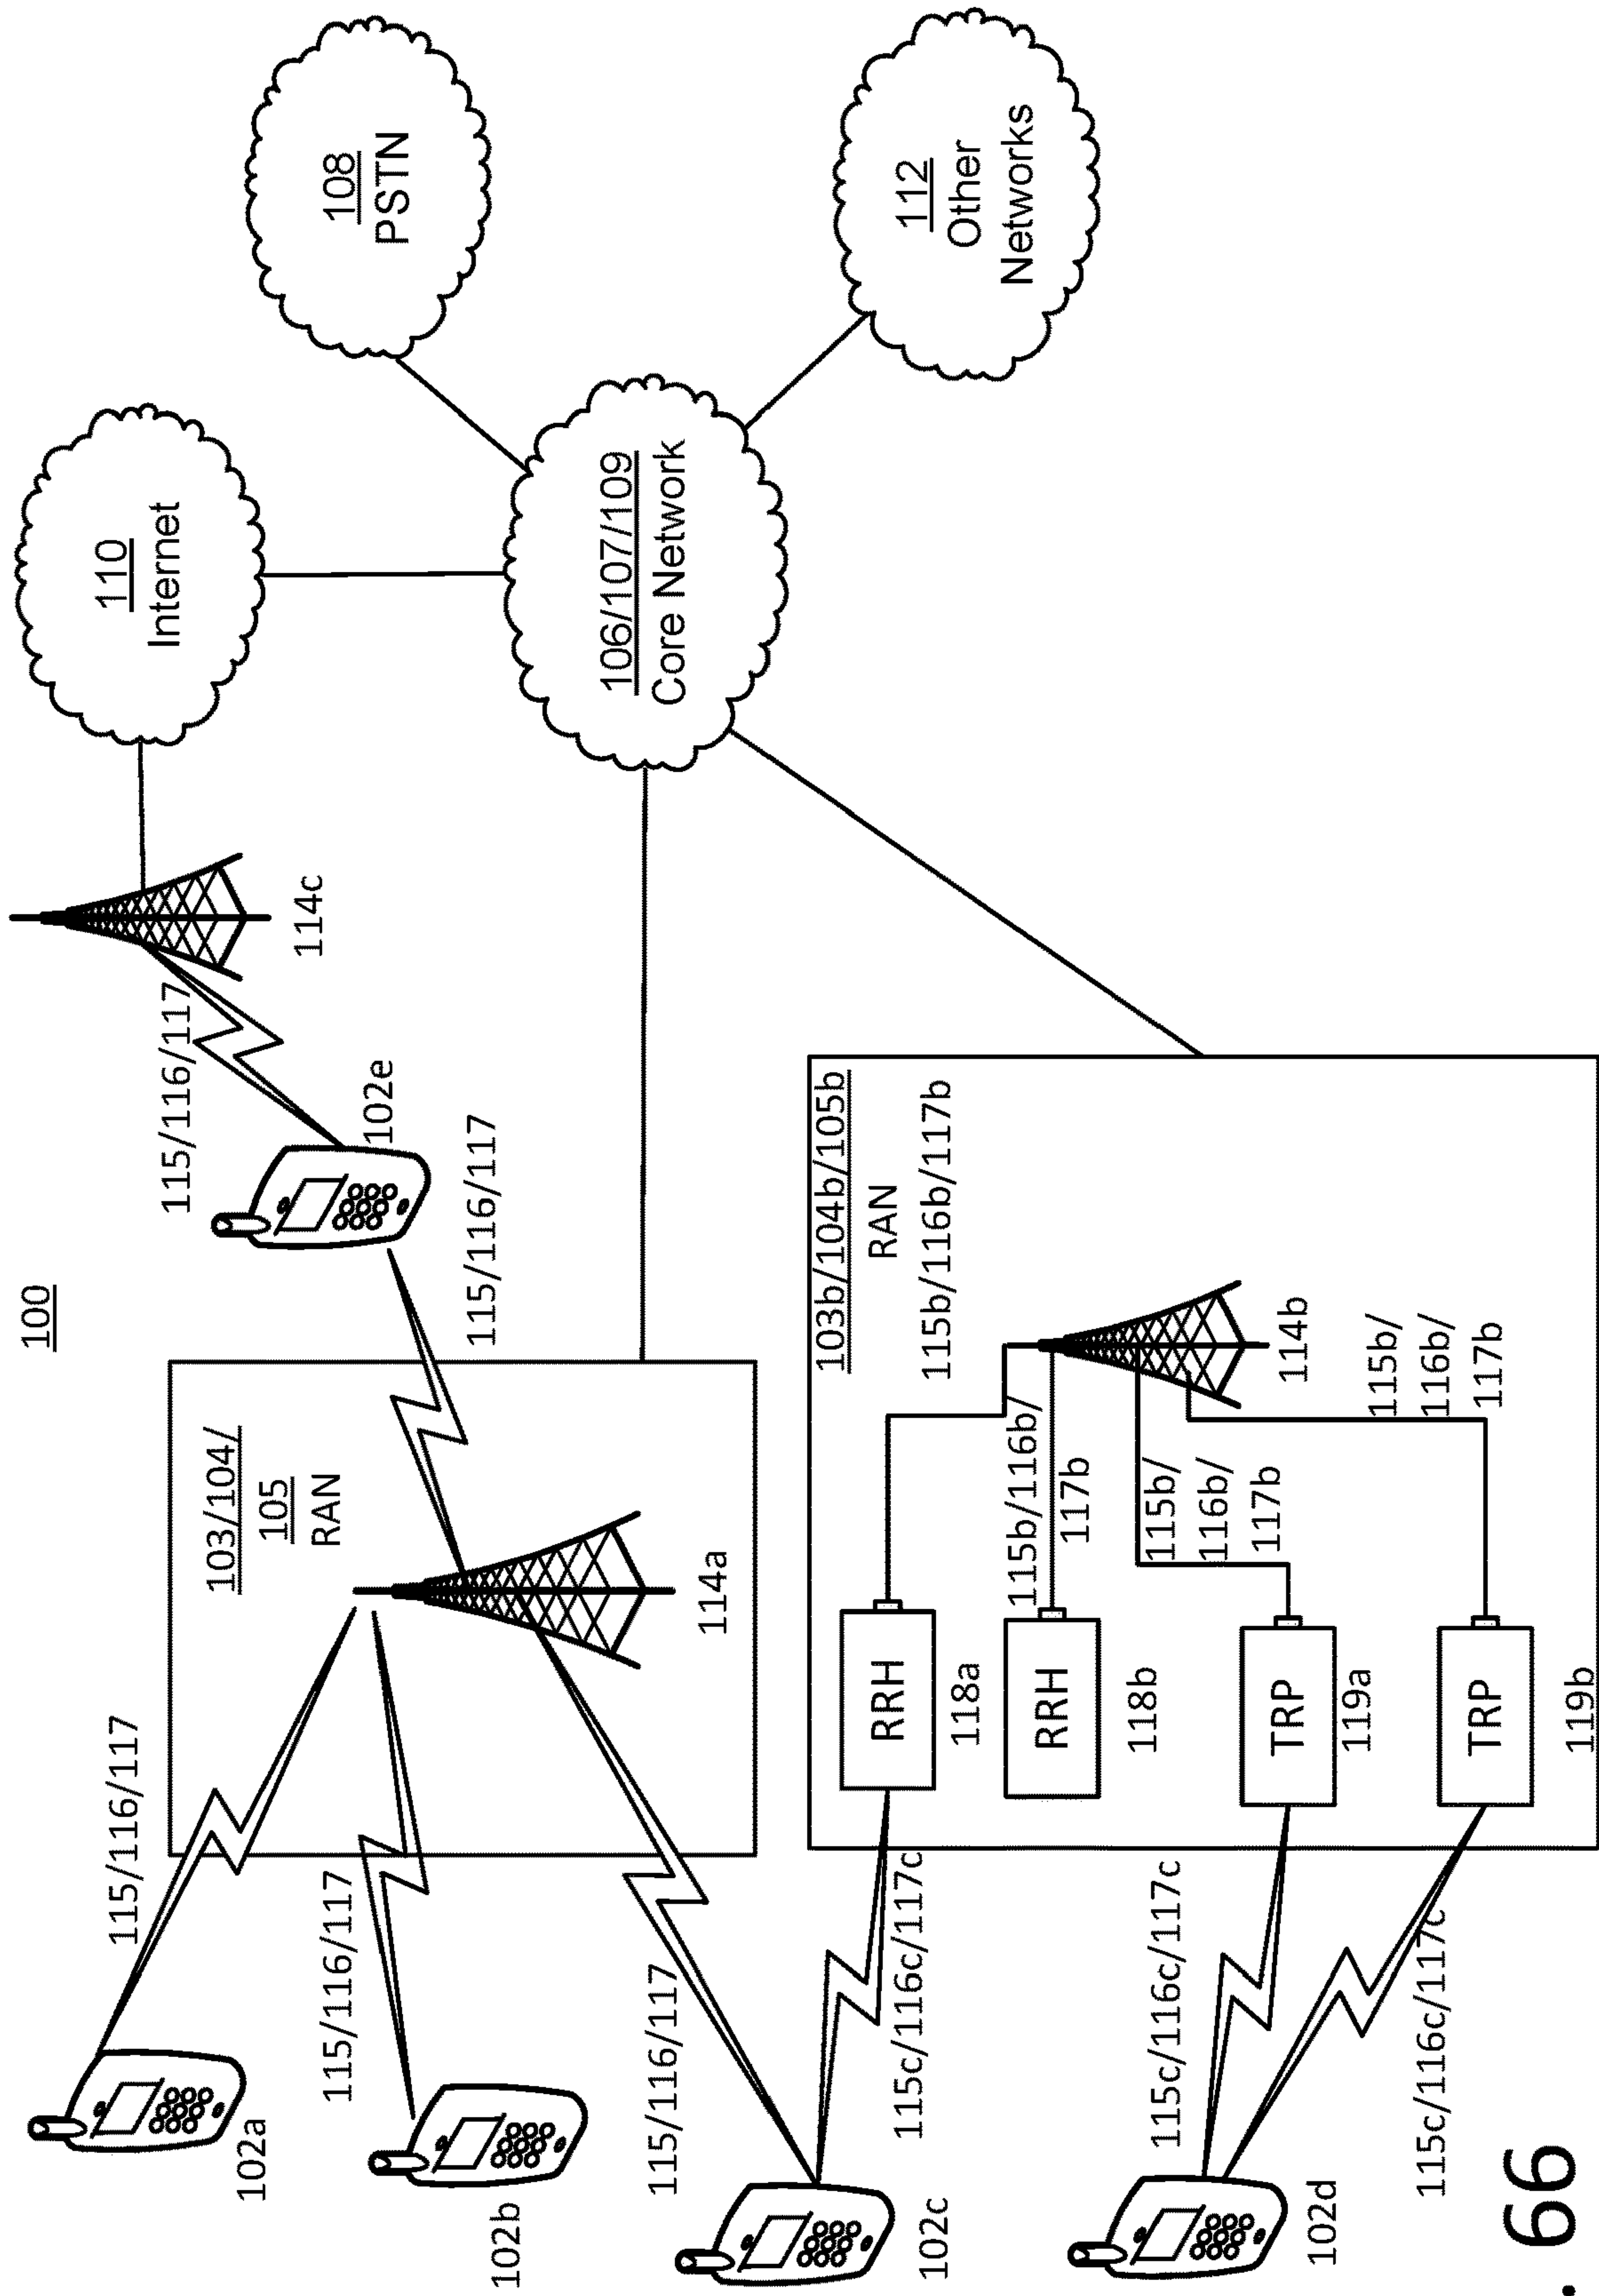 100
102a
115/116/117
103/104/
105
RAN
114a
102b
115/116/117
102c
115/116/117
115/116/117
102e
115/116/117
114c
110
Internet
108
PSTN
106/107/109
Core Network
112
Other
Networks
103b/104b/105b
RAN
115b/116b/117b
114b
115c/116c/117c
RRH
118a
115b/116b/
117b
RRH
118b
102d
115c/116c/117c
TRP
119a
115b/
116b/
117b
115c/116c/117c
TRP
119b
115b/
116b/
117b
. 66